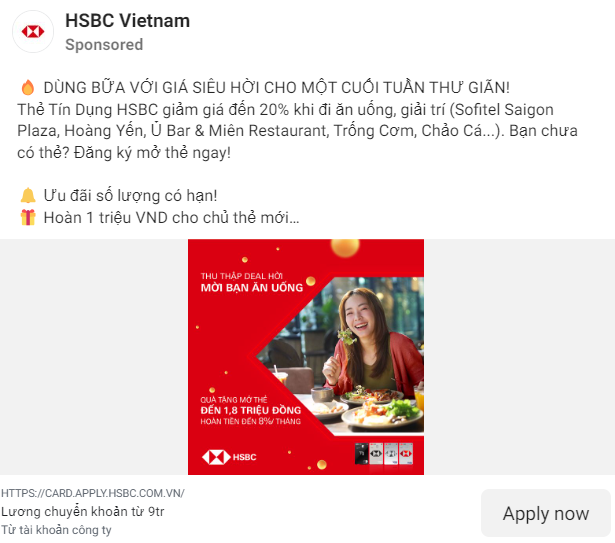 HSBC Vietnam
Sponsored
🔥 DÙNG BỮA VỚI GIÁ SIÊU HỜI CHO MỘT CUỐI TUẦN THƯ GIÃN!
Thẻ Tín Dụng HSBC giảm giá đến 20% khi đi ăn uống, giải trí (Sofitel Saigon
Plaza, Hoàng Yến, Ủ Bar & Miên Restaurant, Trống Cơm, Chảo Cá...). Bạn chưa
có thẻ? Đăng ký mở thẻ ngay!
🔔 Ưu đãi số lượng có hạn!
🎁 Hoàn 1 triệu VND cho chủ thẻ mới...
THU THẬP DEAL HỜI
MỜI BẠN ĂN UỐNG
QUÀ TẶNG MỞ THẺ
ĐẾN 1,8 TRIỆU ĐỒNG
HOÀN TIỀN ĐẾN 8%/ THÁNG
HSBC
HTTPS://CARD.APPLY.HSBC.COM.VN/
Lương chuyển khoản từ 9tr
Từ tài khoản công ty
Apply now